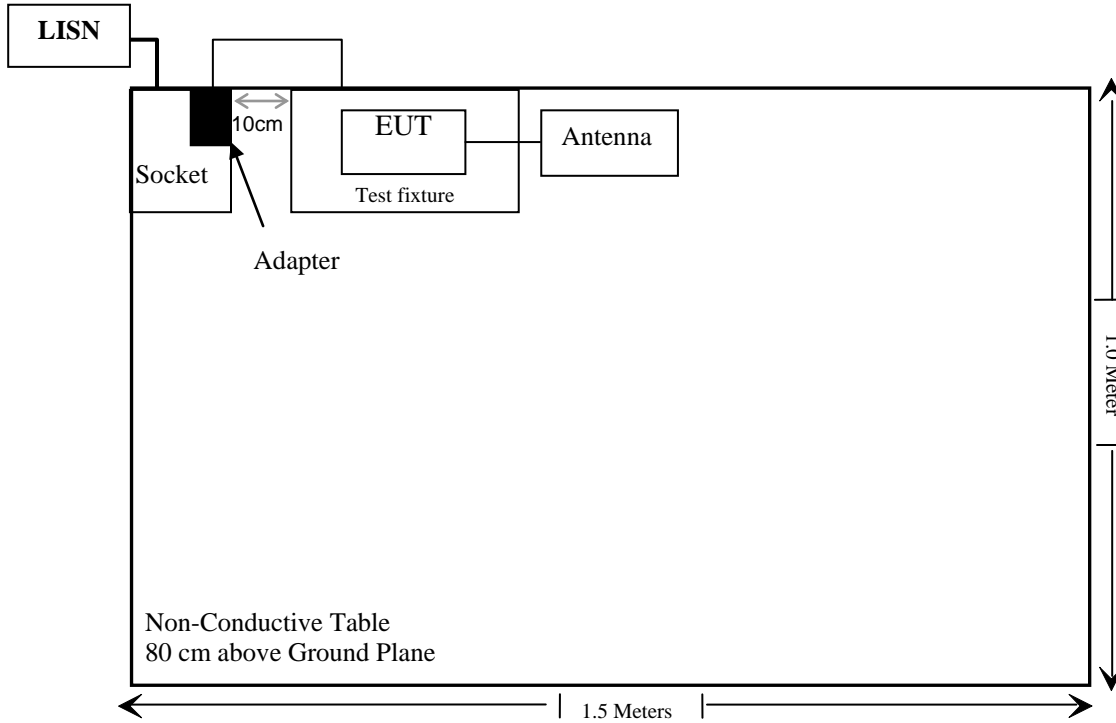 LISN
10cm
EUT
Antenna
Socket
Test fixture
Adapter
1.0 Meter
Non-Conductive Table
80 cm above Ground Plane
1.5 Meters